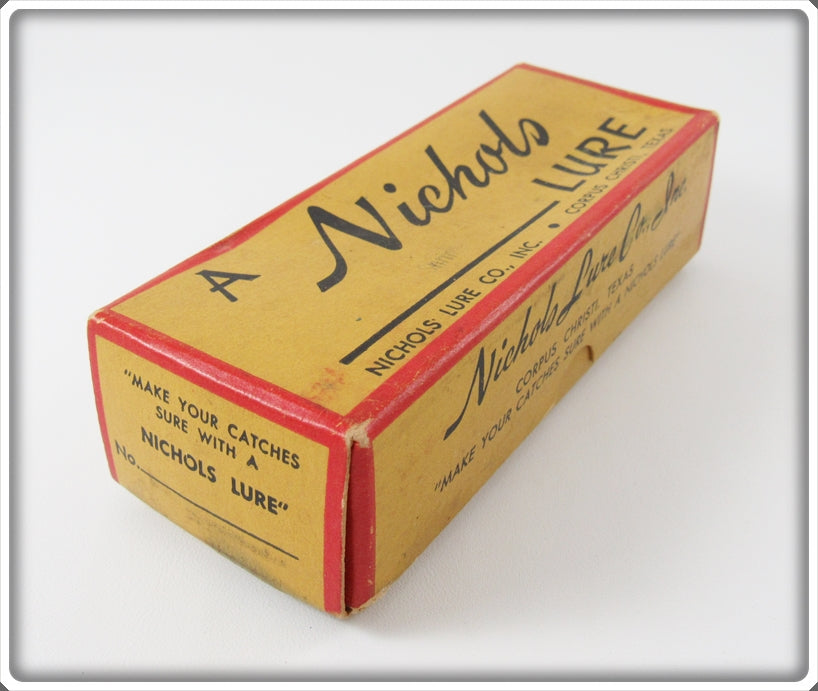 A Nichols
LURE
NICHOLS LURE CO., INC. • CORPUS CHRISTI, TEXAS
Nichols Lure Co., Inc.
CORPUS CHRISTI, TEXAS
"MAKE YOUR CATCHES SURE WITH A NICHOLS LURE"
"MAKE YOUR CATCHES
SURE WITH A
NICHOLS LURE"
No.